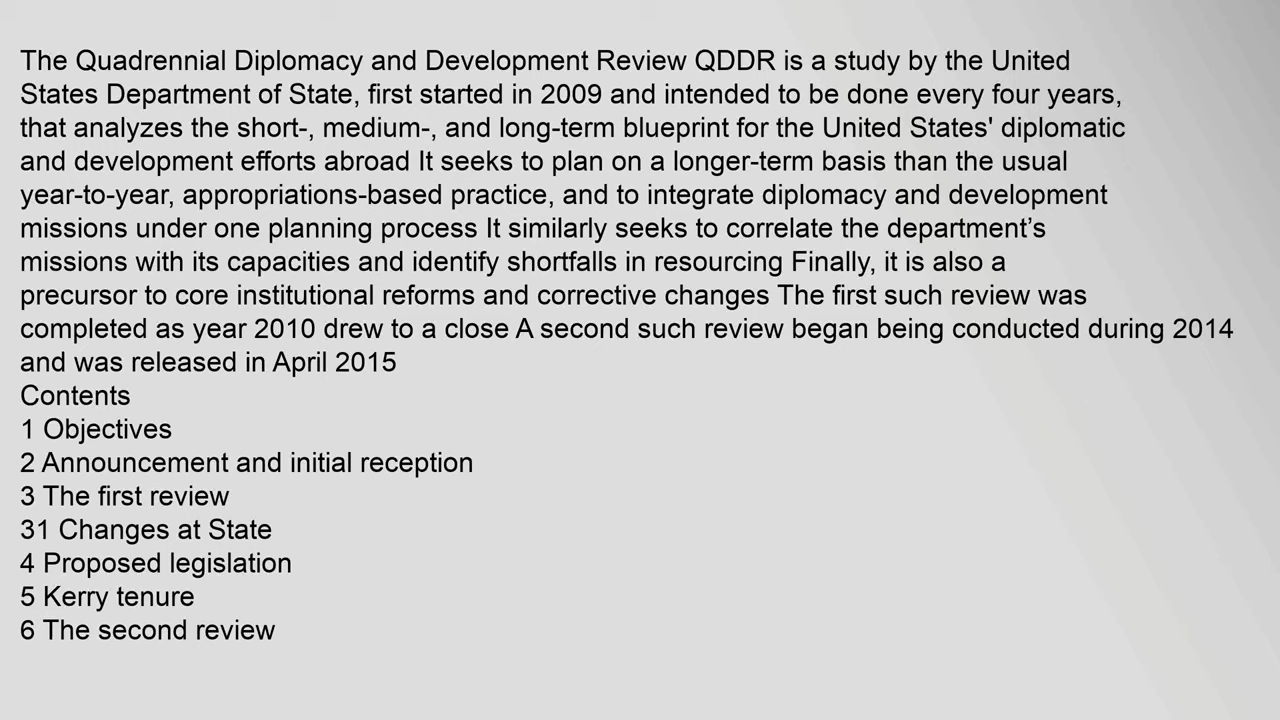 The Quadrennial Diplomacy and Development Review QDDR is a study by the United
States Department of State, first started in 2009 and intended to be done every four years,
that analyzes the short-, medium-, and long-term blueprint for the United States' diplomatic
and development efforts abroad It seeks to plan on a longer-term basis than the usual
year-to-year, appropriations-based practice, and to integrate diplomacy and development
missions under one planning process It similarly seeks to correlate the department’s
missions with its capacities and identify shortfalls in resourcing Finally, it is also a
precursor to core institutional reforms and corrective changes The first such review was
completed as year 2010 drew to a close A second such review began being conducted during 2014
and was released in April 2015
Contents
1 Objectives
2 Announcement and initial reception
3 The first review
31 Changes at State
4 Proposed legislation
5 Kerry tenure
6 The second review